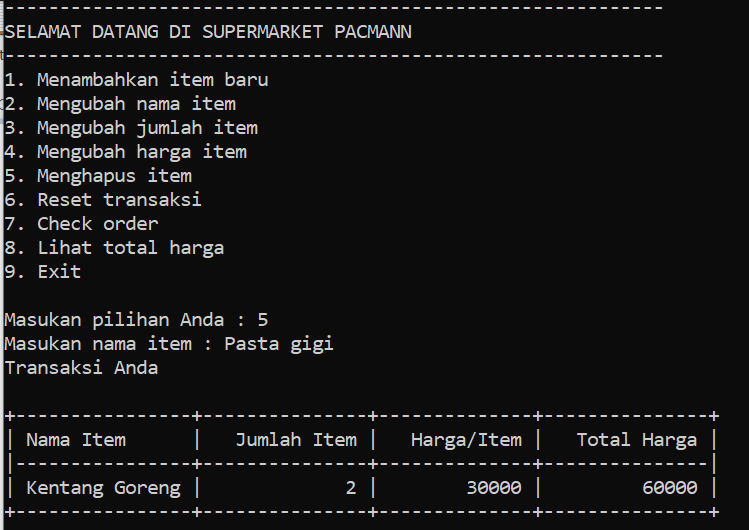 ------------------------------------------------------------
SELAMAT DATANG DI SUPERMARKET PACMANN
------------------------------------------------------------
1. Menambahkan item baru
2. Mengubah nama item
3. Mengubah jumlah item
4. Mengubah harga item
5. Menghapus item
6. Reset transaksi
7. Check order
8. Lihat total harga
9. Exit
Masukan pilihan Anda : 5
Masukan nama item : Pasta gigi
Transaksi Anda
+----------------+---------------+--------------+---------------+
| Nama Item      |   Jumlah Item |   Harga/Item |   Total Harga |
|----------------+---------------+--------------+---------------|
| Kentang Goreng |             2 |        30000 |         60000 |
+----------------+---------------+--------------+---------------+